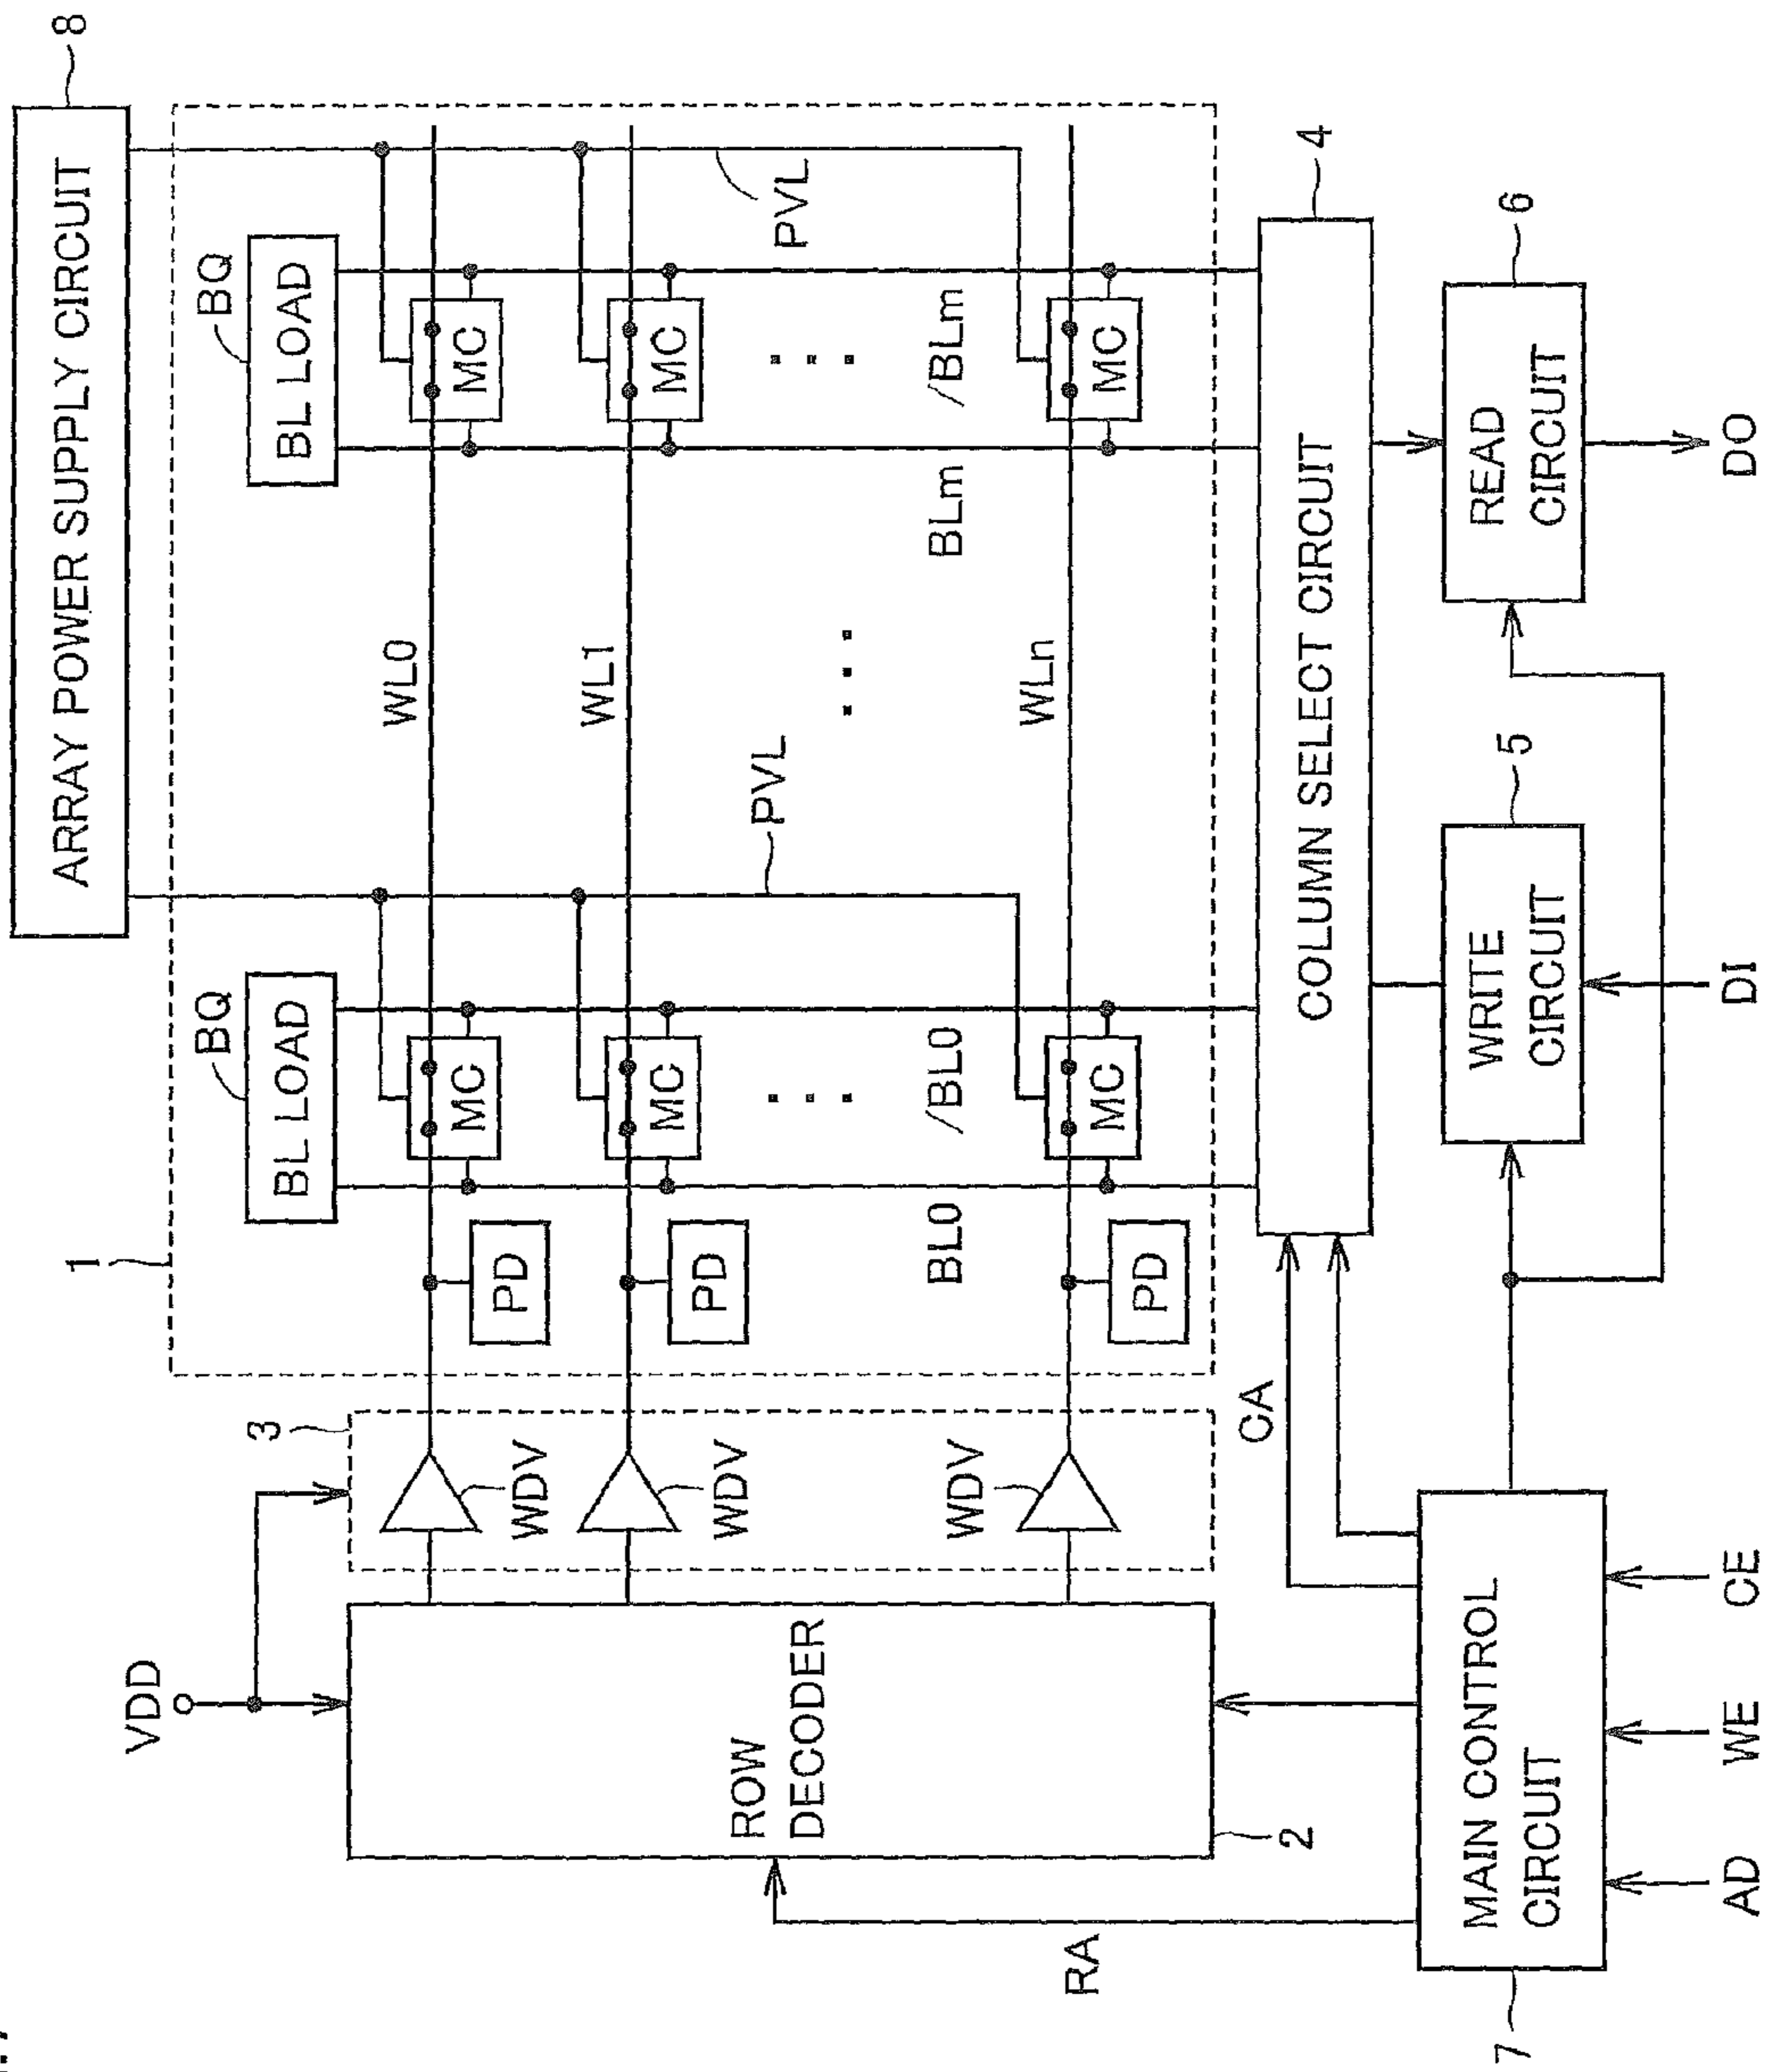 8
ARRAY POWER SUPPLY CIRCUIT
BQ
BL LOAD
BQ
BL LOAD
1
VDD
3
WL0
MC
MC
PD
WDV
WL1
MC
MC
PD
WDV
PVL
PVL
ROW
DECODER
BL0
/BL0
BLm
/BLm
WLn
MC
MC
PD
WDV
2
RA
CA
COLUMN SELECT CIRCUIT
4
MAIN CONTROL
CIRCUIT
7
WRITE
CIRCUIT
5
READ
CIRCUIT
6
AD
WE
CE
DI
DO